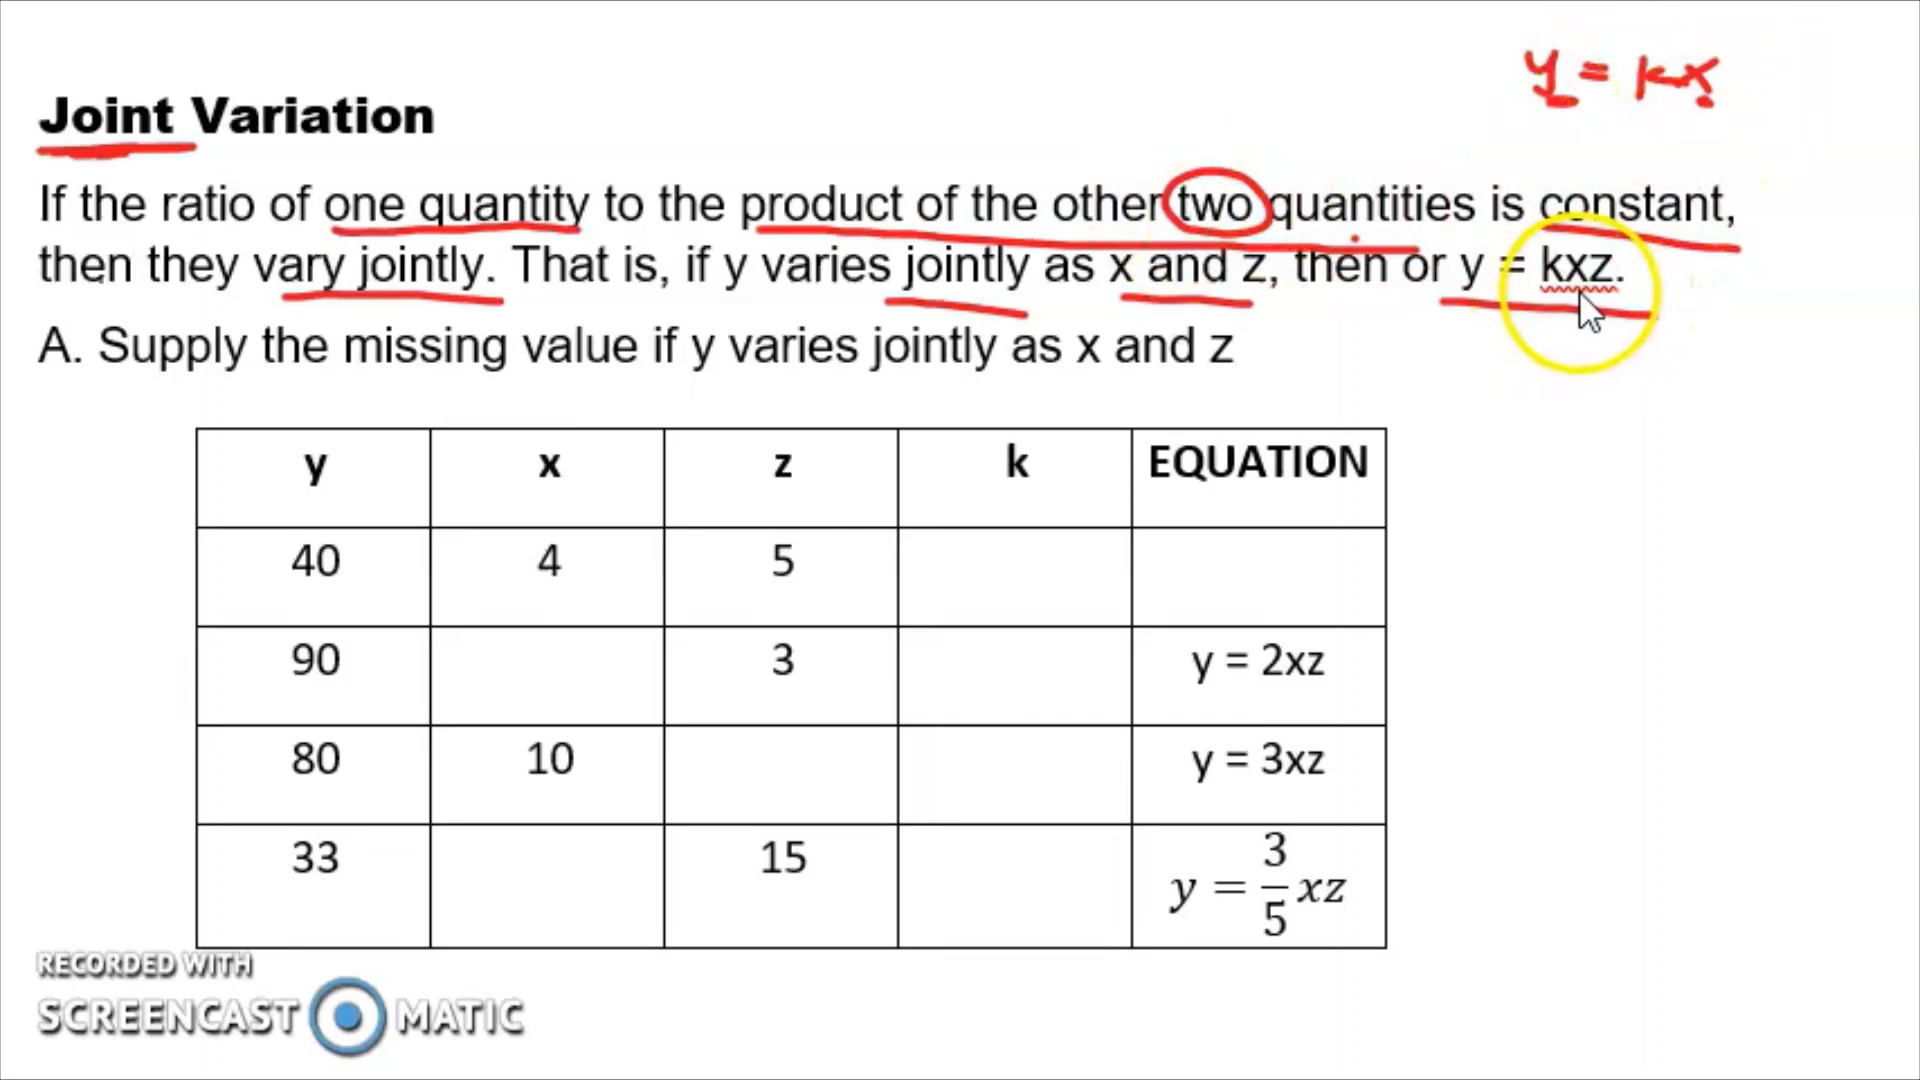 y = kx
Joint Variation
If the ratio of one quantity to the product of the other two quantities is constant,
then they vary jointly. That is, if y varies jointly as x and z, then or y = kxz.
A. Supply the missing value if y varies jointly as x and z
y x z k EQUATION
40 4 5
90 3 y = 2xz
80 10 y = 3xz
33 15 y = 3/5 xz
RECORDED WITH
SCREENCAST MATIC